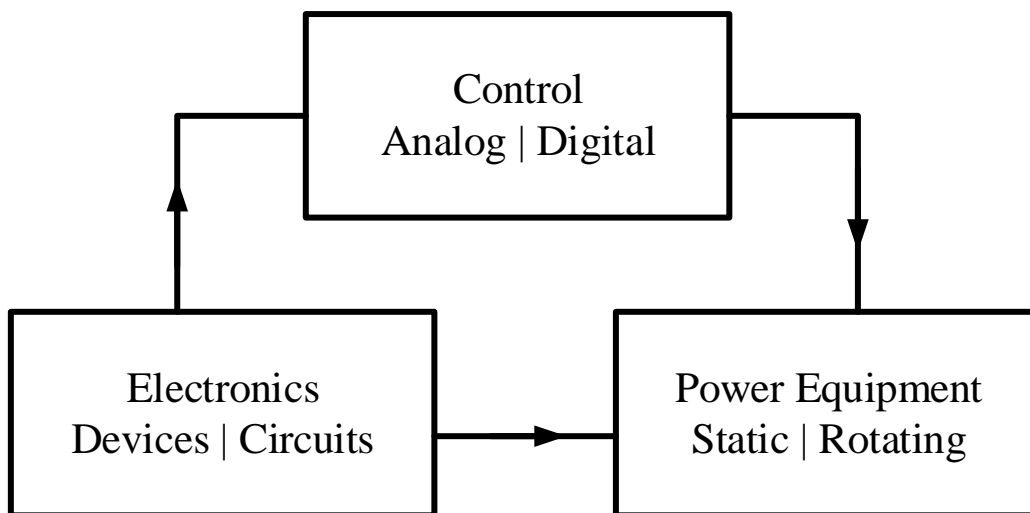 Control
Analog | Digital
Electronics
Devices | Circuits
Power Equipment
Static | Rotating